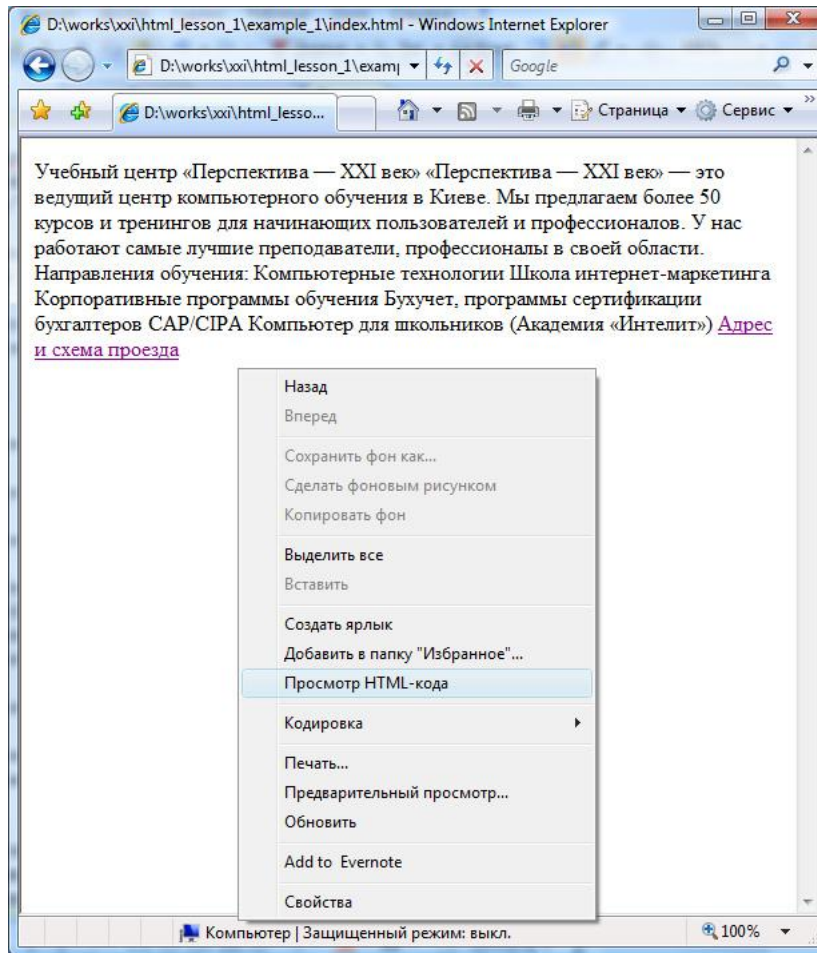 D:\works\xxi\html_lesson_1\example_1\index.html - Windows Internet Explorer
D:\works\xxi\html_lesson_1\examp
Google
D:\works\xxi\html_lesso...
Страница
Сервис
Учебный центр «Перспектива — XXI век» «Перспектива — XXI век» — это
ведущий центр компьютерного обучения в Киеве. Мы предлагаем более 50
курсов и тренингов для начинающих пользователей и профессионалов. У нас
работают самые лучшие преподаватели, профессионалы в своей области.
Направления обучения: Компьютерные технологии Школа интернет-маркетинга
Корпоративные программы обучения Бухучет, программы сертификации
бухгалтеров CAP/CIPA Компьютер для школьников (Академия «Интелит») Адрес
и схема проезда
Назад
Вперед
Сохранить фон как...
Сделать фоновым рисунком
Копировать фон
Выделить все
Вставить
Создать ярлык
Добавить в папку "Избранное"...
Просмотр HTML-кода
Кодировка
Печать...
Предварительный просмотр...
Обновить
Add to Evernote
Свойства
Компьютер | Защищенный режим: выкл.
100%